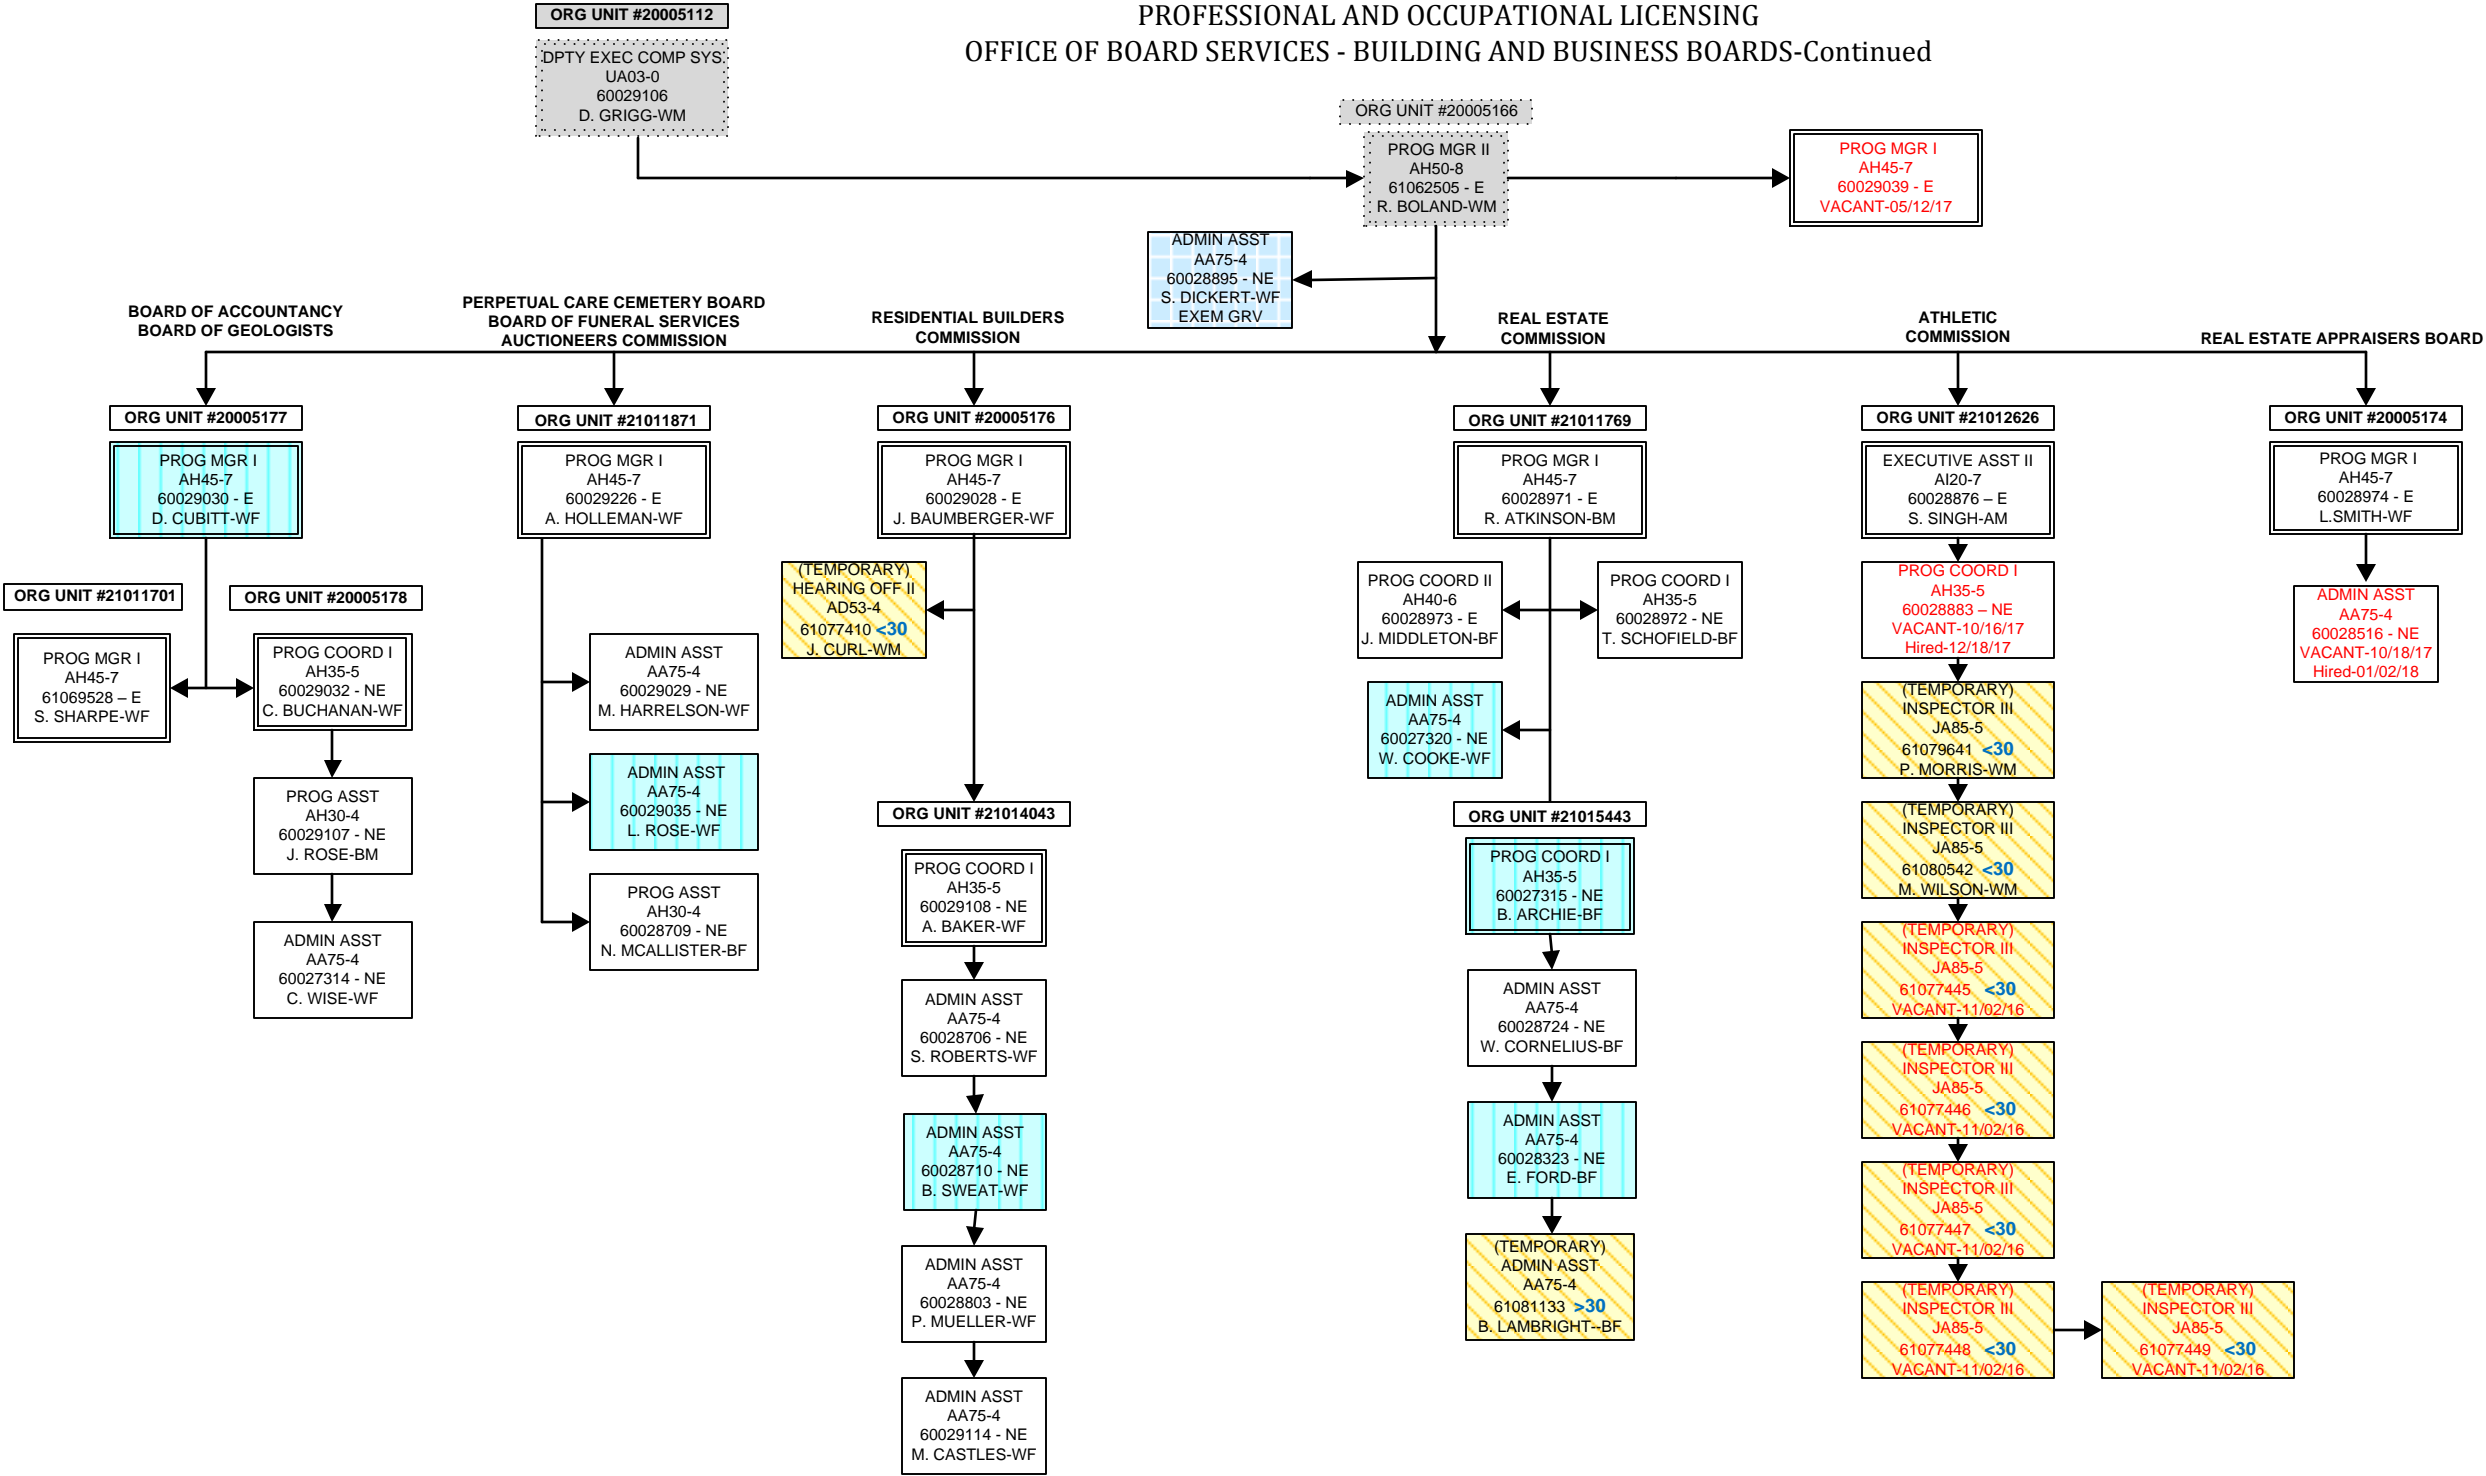 PROFESSIONAL AND OCCUPATIONAL LICENSING
OFFICE OF BOARD SERVICES - BUILDING AND BUSINESS BOARDS-Continued
ORG UNIT #20005112
DPTY EXEC COMP SYS
UA03-0
60029106
D. GRIGG-WM
ORG UNIT #20005166
PROG MGR II
AH50-8
61062505 - E
R. BOLAND-WM
PROG MGR I
AH45-7
60029039 - E
VACANT-05/12/17
ADMIN ASST
AA75-4
60028895 - NE
S. DICKERT-WF
EXEM GRV
BOARD OF ACCOUNTANCY
BOARD OF GEOLOGISTS
ORG UNIT #20005177
PROG MGR I
AH45-7
60029030 - E
D. CUBITT-WF
ORG UNIT #21011701
PROG MGR I
AH45-7
61069528 – E
S. SHARPE-WF
ORG UNIT #20005178
PROG COORD I
AH35-5
60029032 - NE
C. BUCHANAN-WF
PROG ASST
AH30-4
60029107 - NE
J. ROSE-BM
ADMIN ASST
AA75-4
60027314 - NE
C. WISE-WF
PERPETUAL CARE CEMETERY BOARD
BOARD OF FUNERAL SERVICES
AUCTIONEERS COMMISSION
ORG UNIT #21011871
PROG MGR I
AH45-7
60029226 - E
A. HOLLEMAN-WF
ADMIN ASST
AA75-4
60029029 - NE
M. HARRELSON-WF
ADMIN ASST
AA75-4
60029035 - NE
L. ROSE-WF
PROG ASST
AH30-4
60028709 - NE
N. MCALLISTER-BF
RESIDENTIAL BUILDERS
COMMISSION
ORG UNIT #20005176
PROG MGR I
AH45-7
60029028 - E
J. BAUMBERGER-WF
(TEMPORARY)
HEARING OFF II
AD53-4
61077410 <30
J. CURL-WM
ORG UNIT #21014043
PROG COORD I
AH35-5
60029108 - NE
A. BAKER-WF
ADMIN ASST
AA75-4
60028706 - NE
S. ROBERTS-WF
ADMIN ASST
AA75-4
60028710 - NE
B. SWEAT-WF
ADMIN ASST
AA75-4
60028803 - NE
P. MUELLER-WF
ADMIN ASST
AA75-4
60029114 - NE
M. CASTLES-WF
REAL ESTATE
COMMISSION
ORG UNIT #21011769
PROG MGR I
AH45-7
60028971 - E
R. ATKINSON-BM
PROG COORD II
AH40-6
60028973 - E
J. MIDDLETON-BF
PROG COORD I
AH35-5
60028972 - NE
T. SCHOFIELD-BF
ADMIN ASST
AA75-4
60027320 - NE
W. COOKE-WF
ORG UNIT #21015443
PROG COORD I
AH35-5
60027315 - NE
B. ARCHIE-BF
ADMIN ASST
AA75-4
60028724 - NE
W. CORNELIUS-BF
ADMIN ASST
AA75-4
60028323 - NE
E. FORD-BF
(TEMPORARY)
ADMIN ASST
AA75-4
61081133 >30
B. LAMBRIGHT--BF
ATHLETIC
COMMISSION
ORG UNIT #21012626
EXECUTIVE ASST II
AI20-7
60028876 – E
S. SINGH-AM
PROG COORD I
AH35-5
60028883 – NE
VACANT-10/16/17
Hired-12/18/17
(TEMPORARY)
INSPECTOR III
JA85-5
61079641 <30
P. MORRIS-WM
(TEMPORARY)
INSPECTOR III
JA85-5
61080542 <30
M. WILSON-WM
(TEMPORARY)
INSPECTOR III
JA85-5
61077445 <30
VACANT-11/02/16
(TEMPORARY)
INSPECTOR III
JA85-5
61077446 <30
VACANT-11/02/16
(TEMPORARY)
INSPECTOR III
JA85-5
61077447 <30
VACANT-11/02/16
(TEMPORARY)
INSPECTOR III
JA85-5
61077448 <30
VACANT-11/02/16
(TEMPORARY)
INSPECTOR III
JA85-5
61077449 <30
VACANT-11/02/16
REAL ESTATE APPRAISERS BOARD
ORG UNIT #20005174
PROG MGR I
AH45-7
60028974 - E
L.SMITH-WF
ADMIN ASST
AA75-4
60028516 - NE
VACANT-10/18/17
Hired-01/02/18